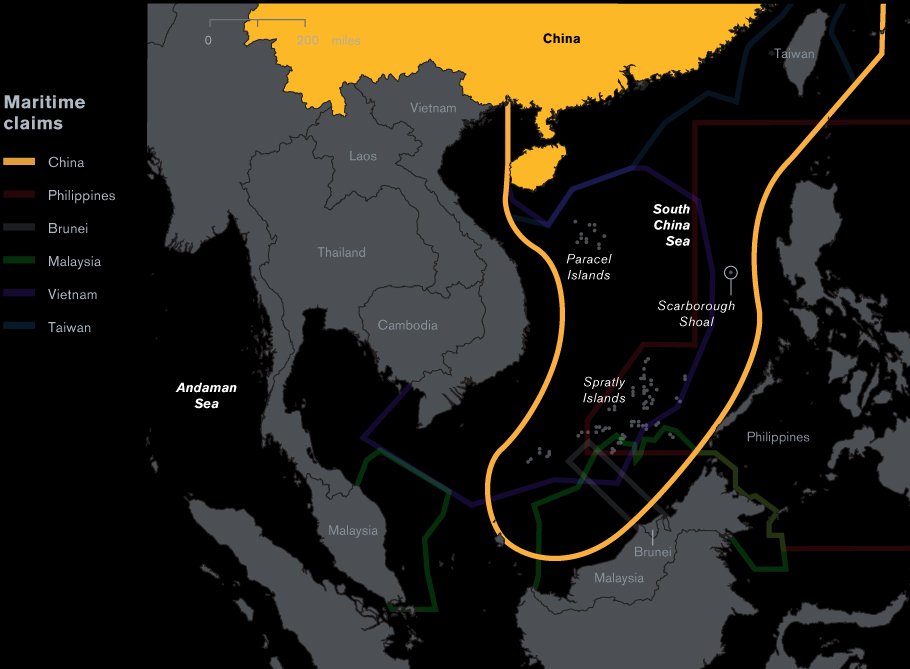 0
200 miles
China
Taiwan
Maritime
claims
China
Philippines
Brunei
Malaysia
Vietnam
Taiwan
Vietnam
Laos
Thailand
Cambodia
South
China
Sea
Paracel
Islands
Scarborough
Shoal
Spratly
Islands
Andaman
Sea
Philippines
Malaysia
Brunei
Malaysia